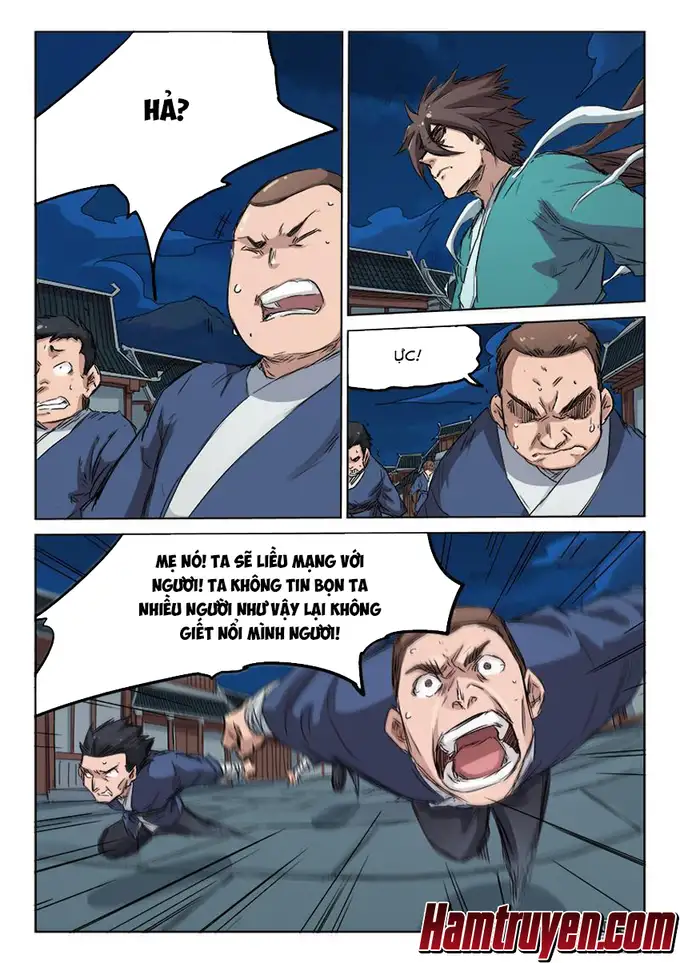 HẢ?
ỰC!
MẸ NÓ! TA SẼ LIỀU MẠNG VỚI
NGƯƠI! TA KHÔNG TIN BỌN TA
NHIỀU NGƯỜI NHƯ VẬY LẠI KHÔNG
GIẾT NỔI MÌNH NGƯƠI!
Hamtruyen.com